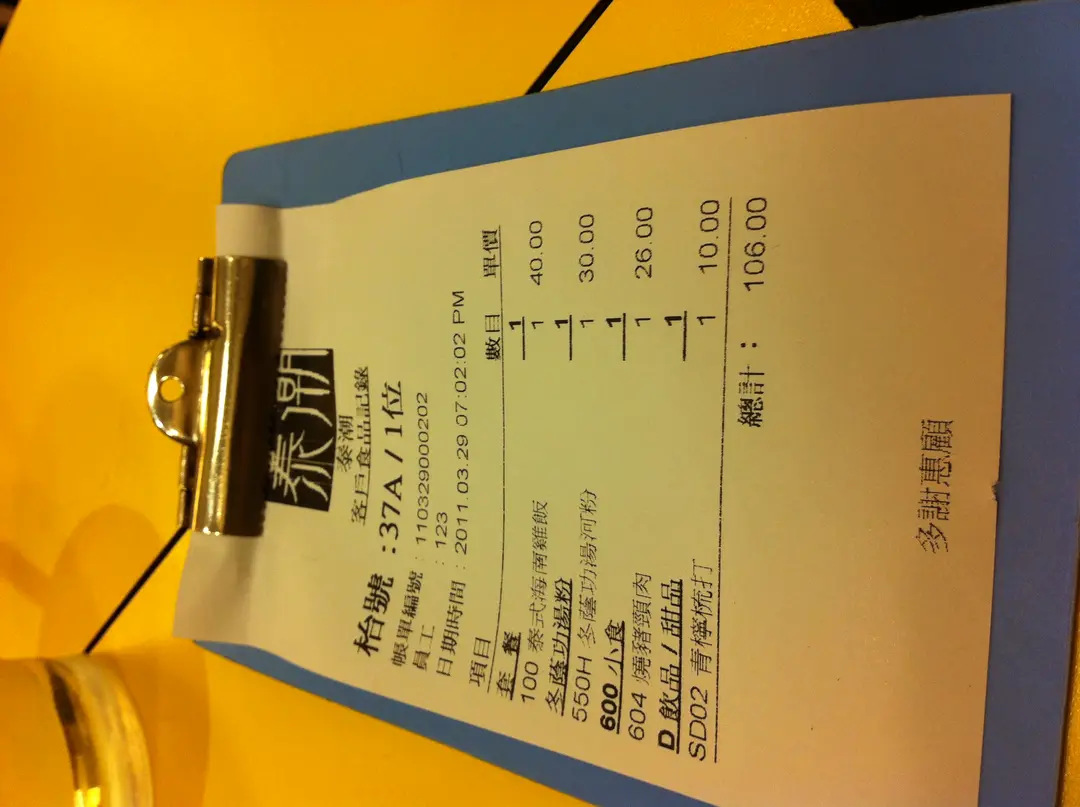 泰潮
泰潮
客戶食品記錄
枱號 : 37A / 1位
帳單編號 : 110329000202
員工 : 123
日期時間 : 2011.03.29 07:02:02 PM
項目 數目 單價
套 餐 1
100 泰式海南雞飯 1 40.00
冬蔭功湯粉 1
550H 冬蔭功湯河粉 1 30.00
600 小食 1
604 燒豬頸肉 1 26.00
D 飲品 / 甜品 1
SD02 青檸梳打 1 10.00
總計 : 106.00
多謝惠顧